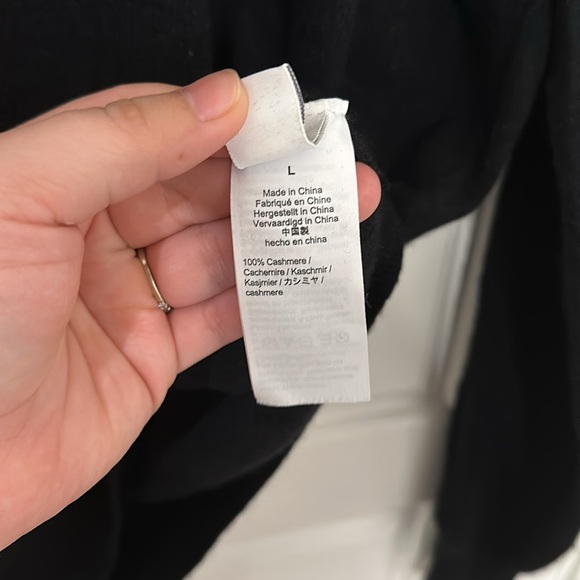 L
Made in China
Fabriqué en Chine
Hergestellt in China
Vervaardigd in China
中国製
hecho en china
100% Cashmere /
Cachemire / Kaschmir /
Kasjmier / カシミヤ /
cashmere